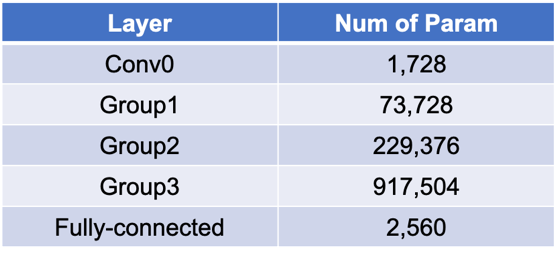 Layer Num of Param
Conv0 1,728
Group1 73,728
Group2 229,376
Group3 917,504
Fully-connected 2,560